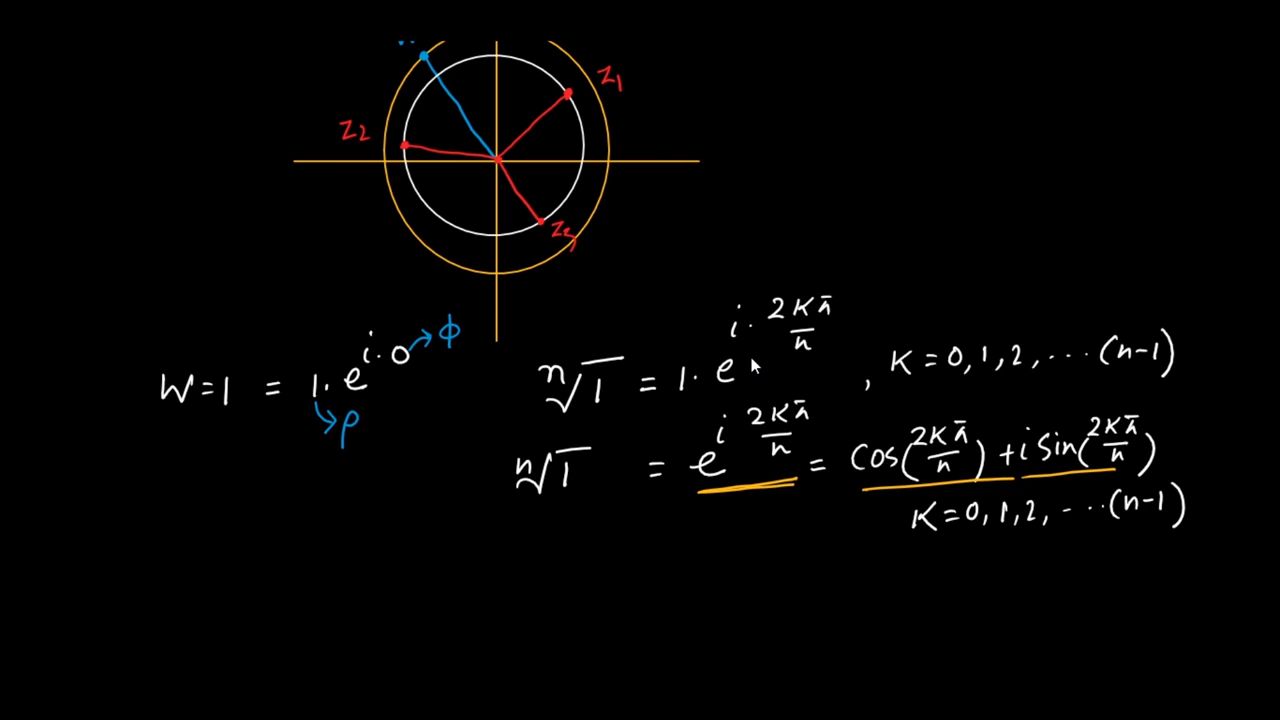 Z1
Z2
Z3
W=1 = 1. e^{i.0} → φ
→ ρ
ⁿ√1 = 1. e^{i. 2Kπ/n} , K=0,1,2, .... (n-1)
ⁿ√1 = e^{i 2Kπ/n} = Cos(2Kπ/n) + i Sin(2Kπ/n)
K=0,1,2, - ... (n-1)